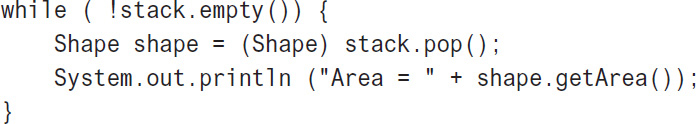 while ( !stack.empty()) {
    Shape shape = (Shape) stack.pop();
    System.out.println ("Area = " + shape.getArea());
}